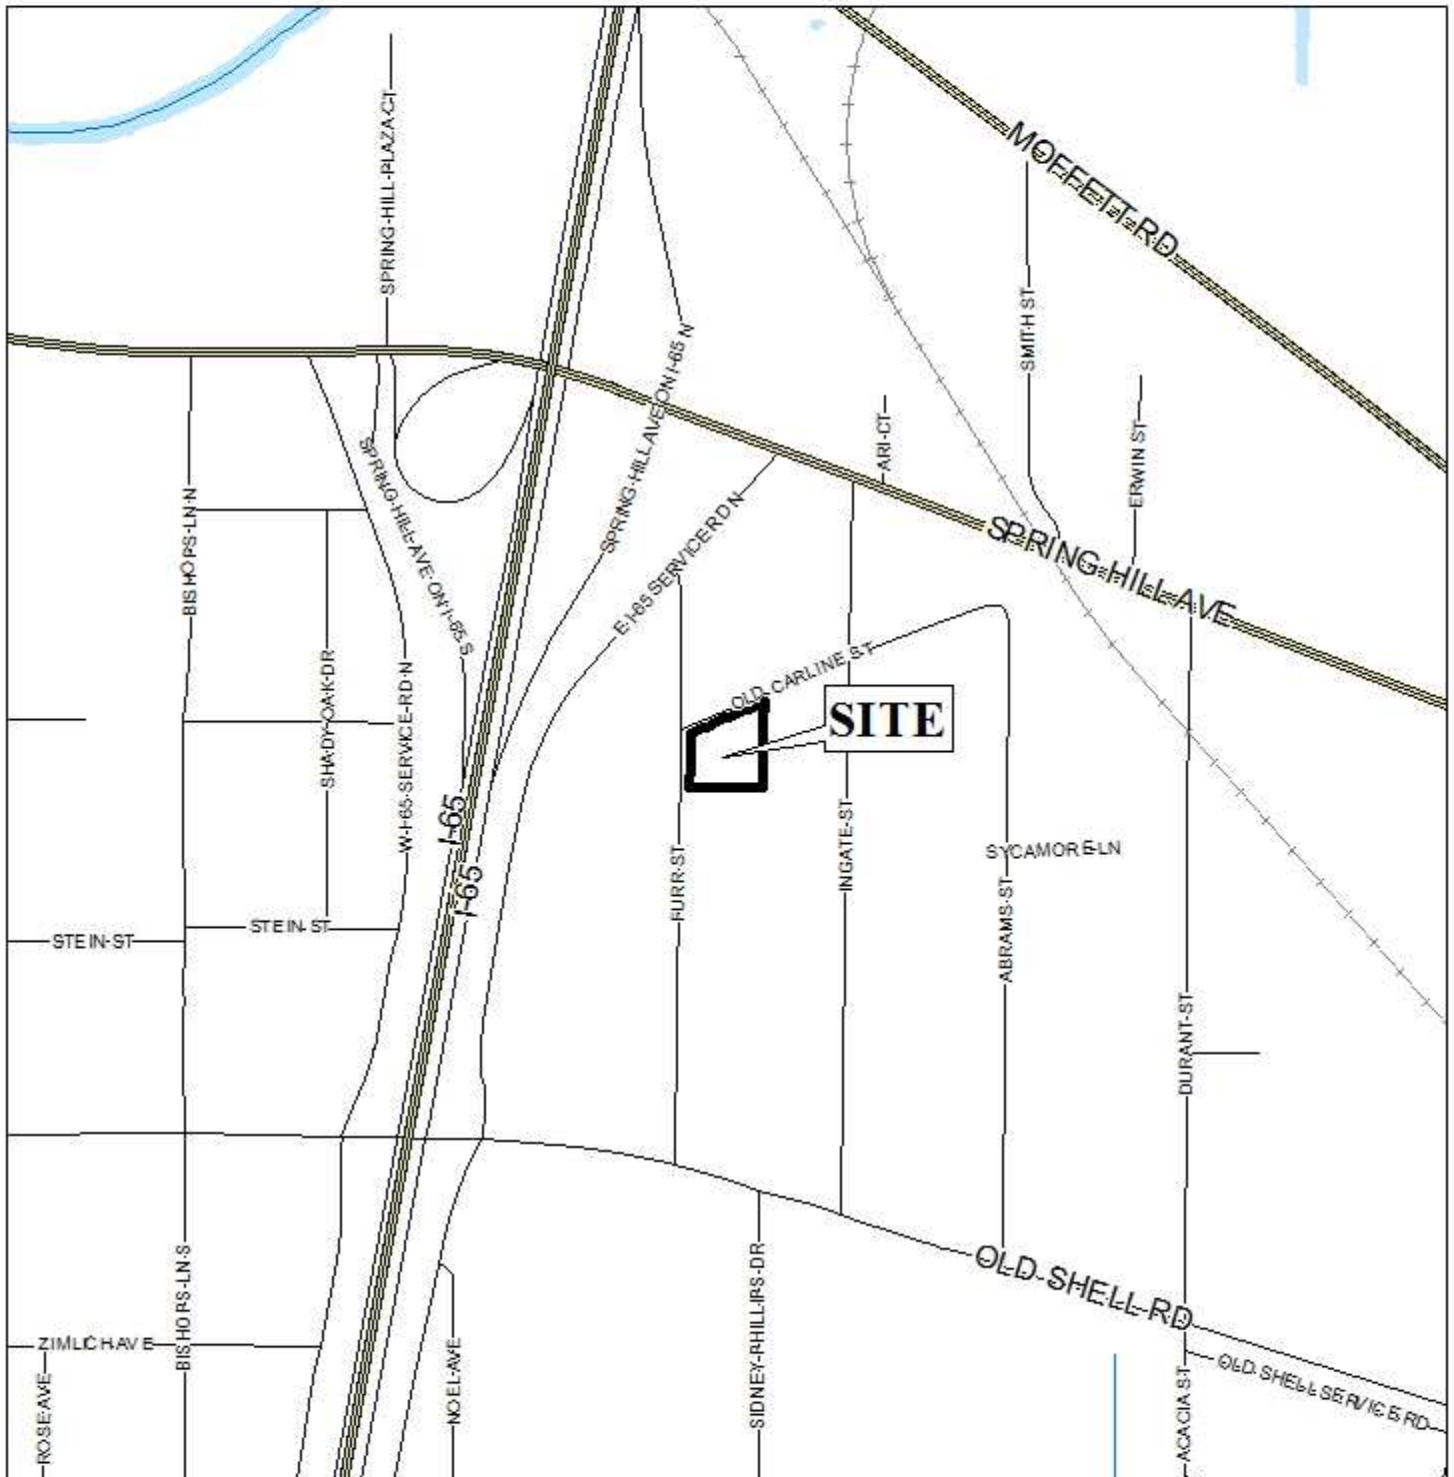 SPRING HILL PLAZA CT
MOFFETT RD
SMITH ST
SPRING HILL AVE ON I-65 N
ARI CT
ERWIN ST
SPRING HILL AVE ON I-65 S
BISHOPS LN N
E I-65 SERVICE RD N
SPRING HILL AVE
OLD CARLINE ST
SHADY OAK DR
W I-65 SERVICE RD N
SITE
I-65
I-65
FURR ST
INGATE ST
SYCAMORE LN
ABRAMS ST
STEIN ST
STEIN ST
DURANT ST
BISHOPS LN S
SIDNEY PHILLIPS DR
OLD SHELL RD
ZIMLICH AVE
ROSE AVE
NOEL AVE
OLD SHELL SERVICE RD
ACACIA ST